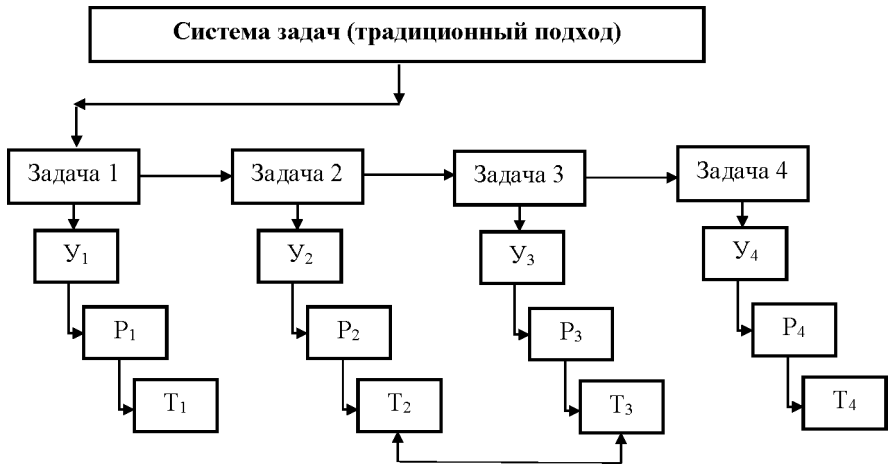 Система задач (традиционный подход)
Задача 1
Задача 2
Задача 3
Задача 4
У₁
У₂
У₃
У₄
Р₁
Р₂
Р₃
Р₄
Т₁
Т₂
Т₃
Т₄